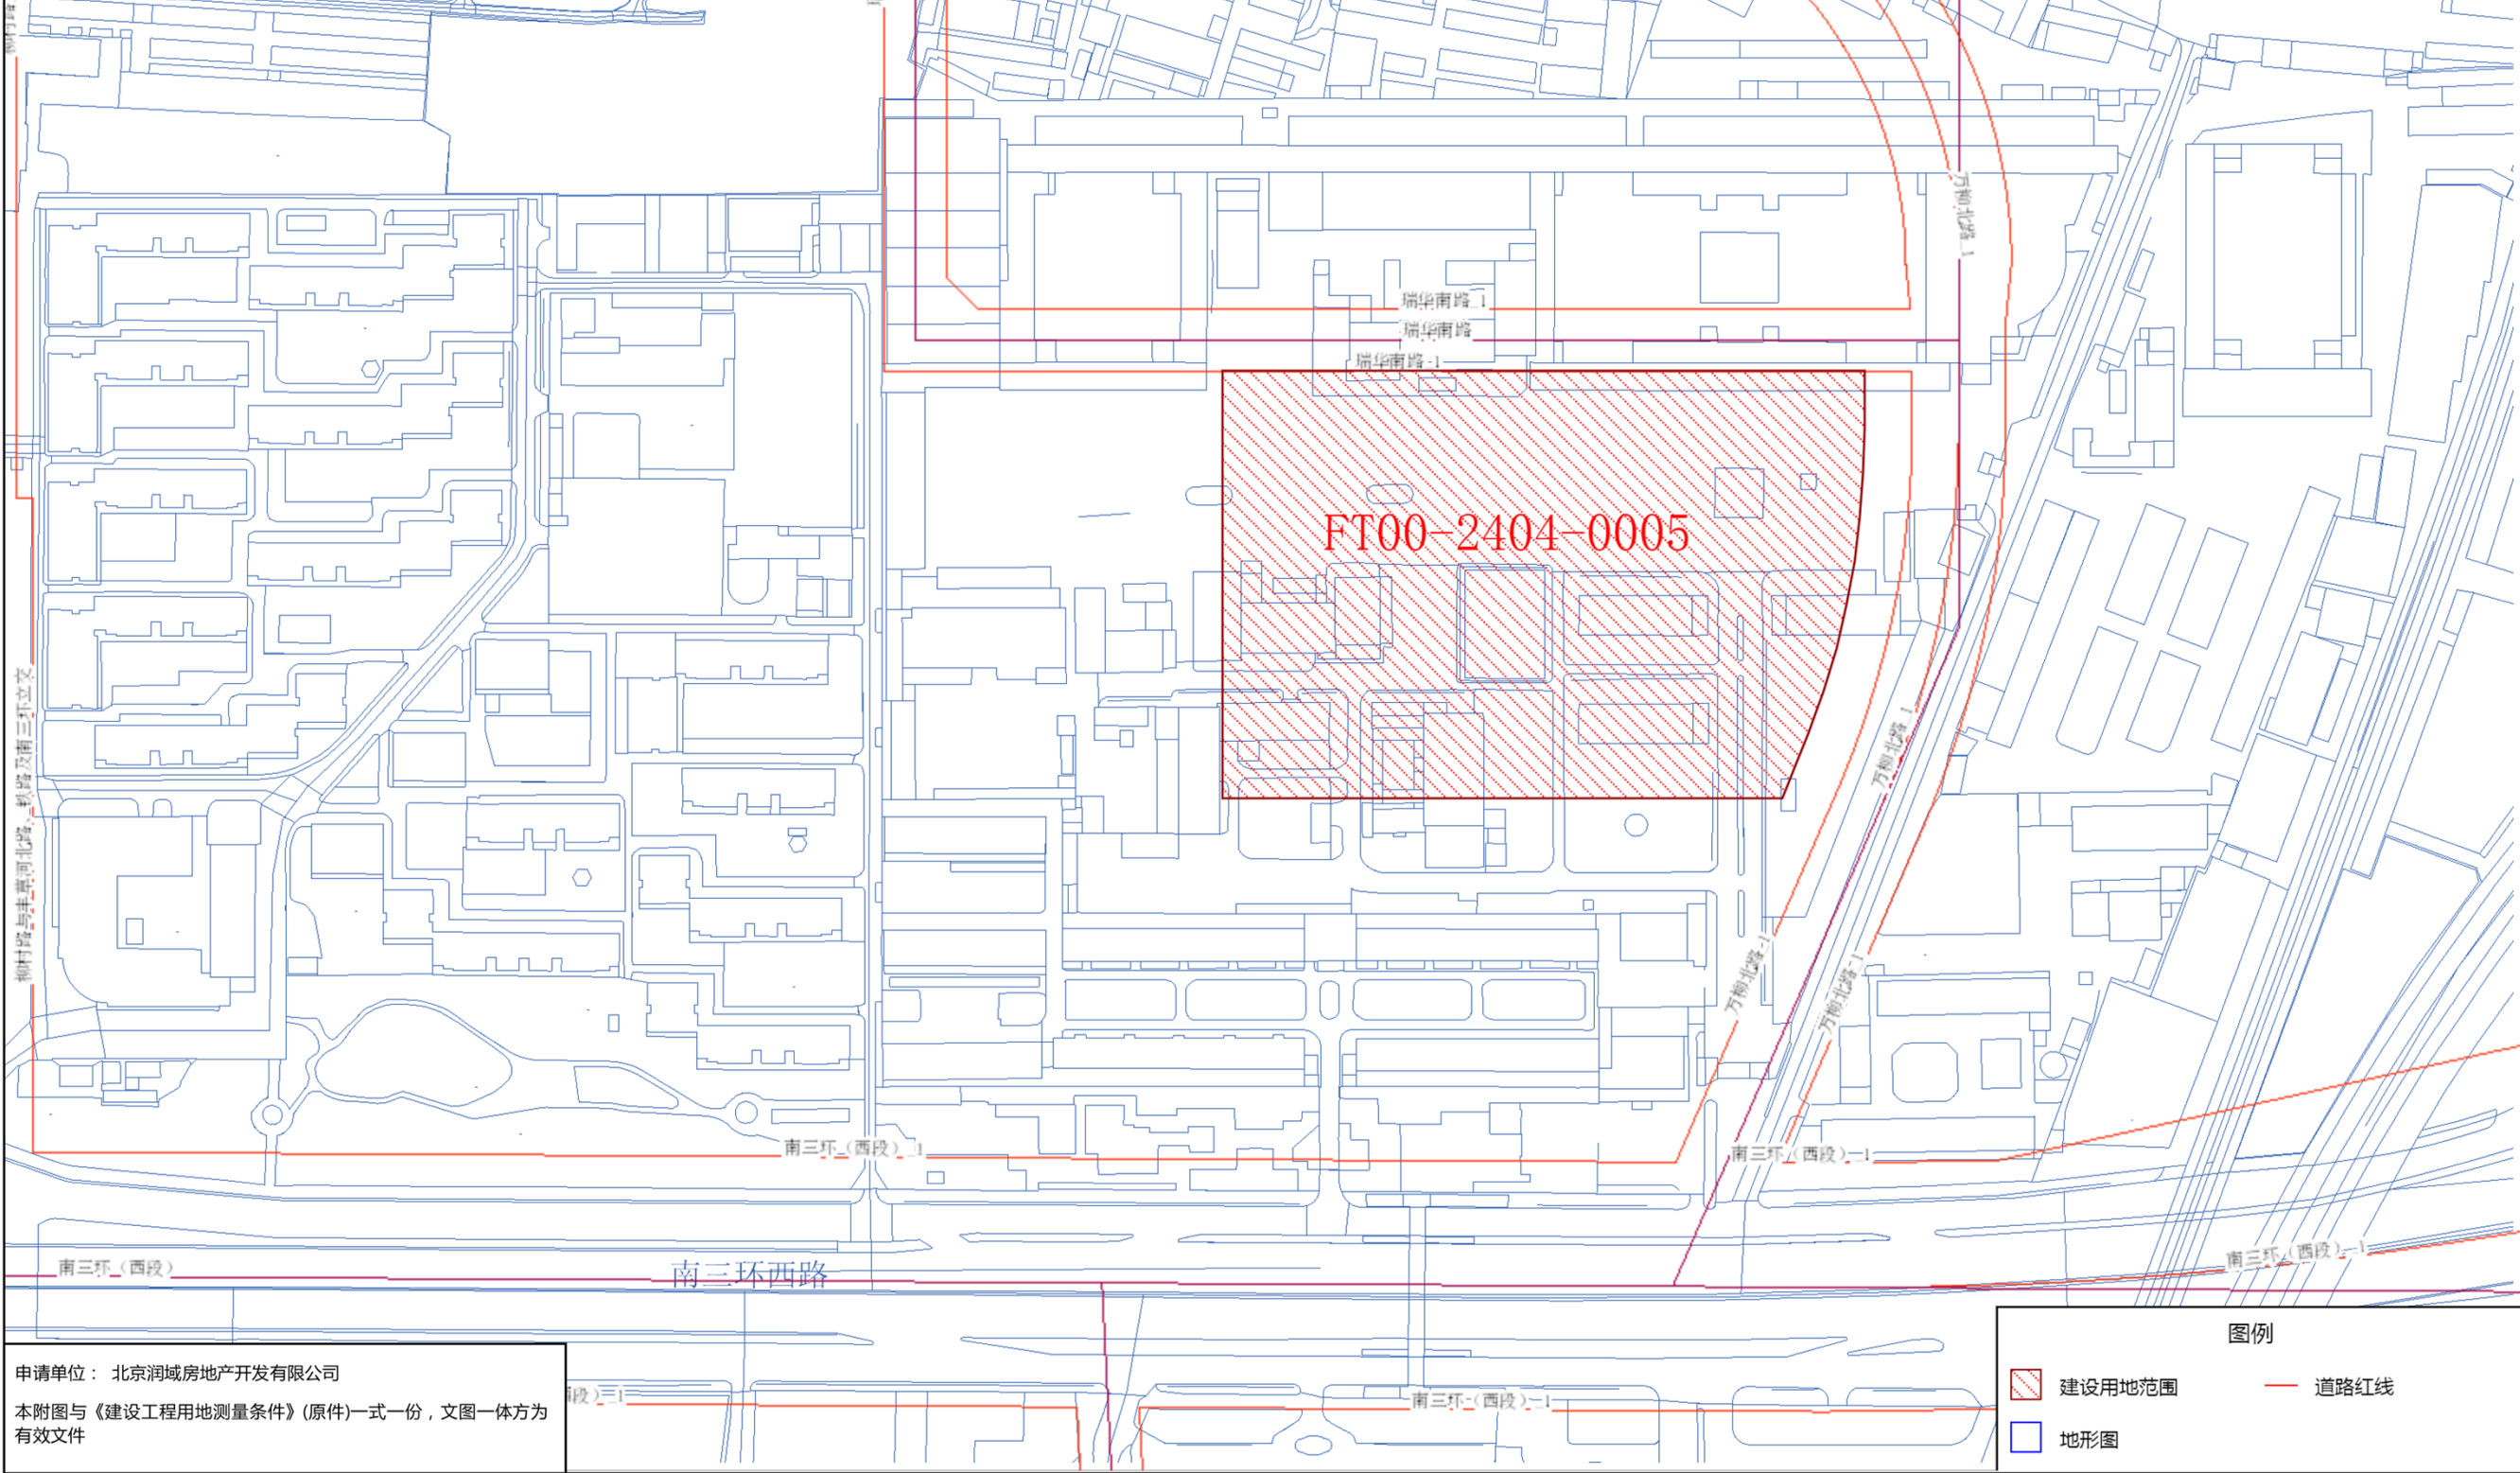 万柳北路_1
瑞华南路_1
瑞华南路
瑞华南路-1
FT00-2404-0005
柳村路与丰草河北路、铁路及南三环立交
万柳北路_1
万柳北路-1
万柳北路-1
南三环（西段）_1
南三环（西段）-1
南三环（西段）
南三环西路
南三环（西段）-1
段）-1
南三环-（西段）-1
申请单位： 北京润域房地产开发有限公司
本附图与《建设工程用地测量条件》(原件)一式一份，文图一体方为
有效文件
图例
建设用地范围
道路红线
地形图